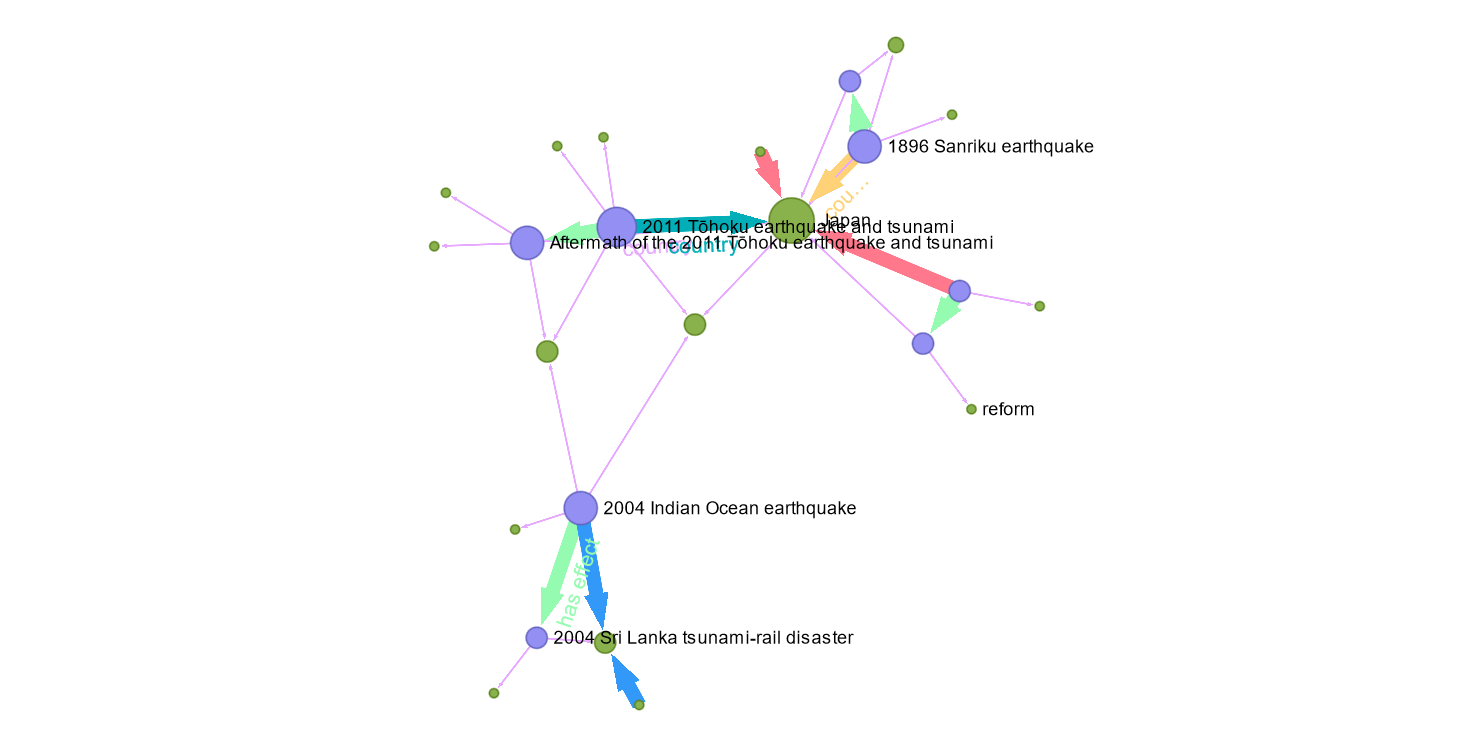 1896 Sanriku earthquake
cou...
Japan
2011 Tōhoku earthquake and tsunami
Aftermath of the 2011 Tōhoku earthquake and tsunami
country
reform
2004 Indian Ocean earthquake
has effect
2004 Sri Lanka tsunami-rail disaster